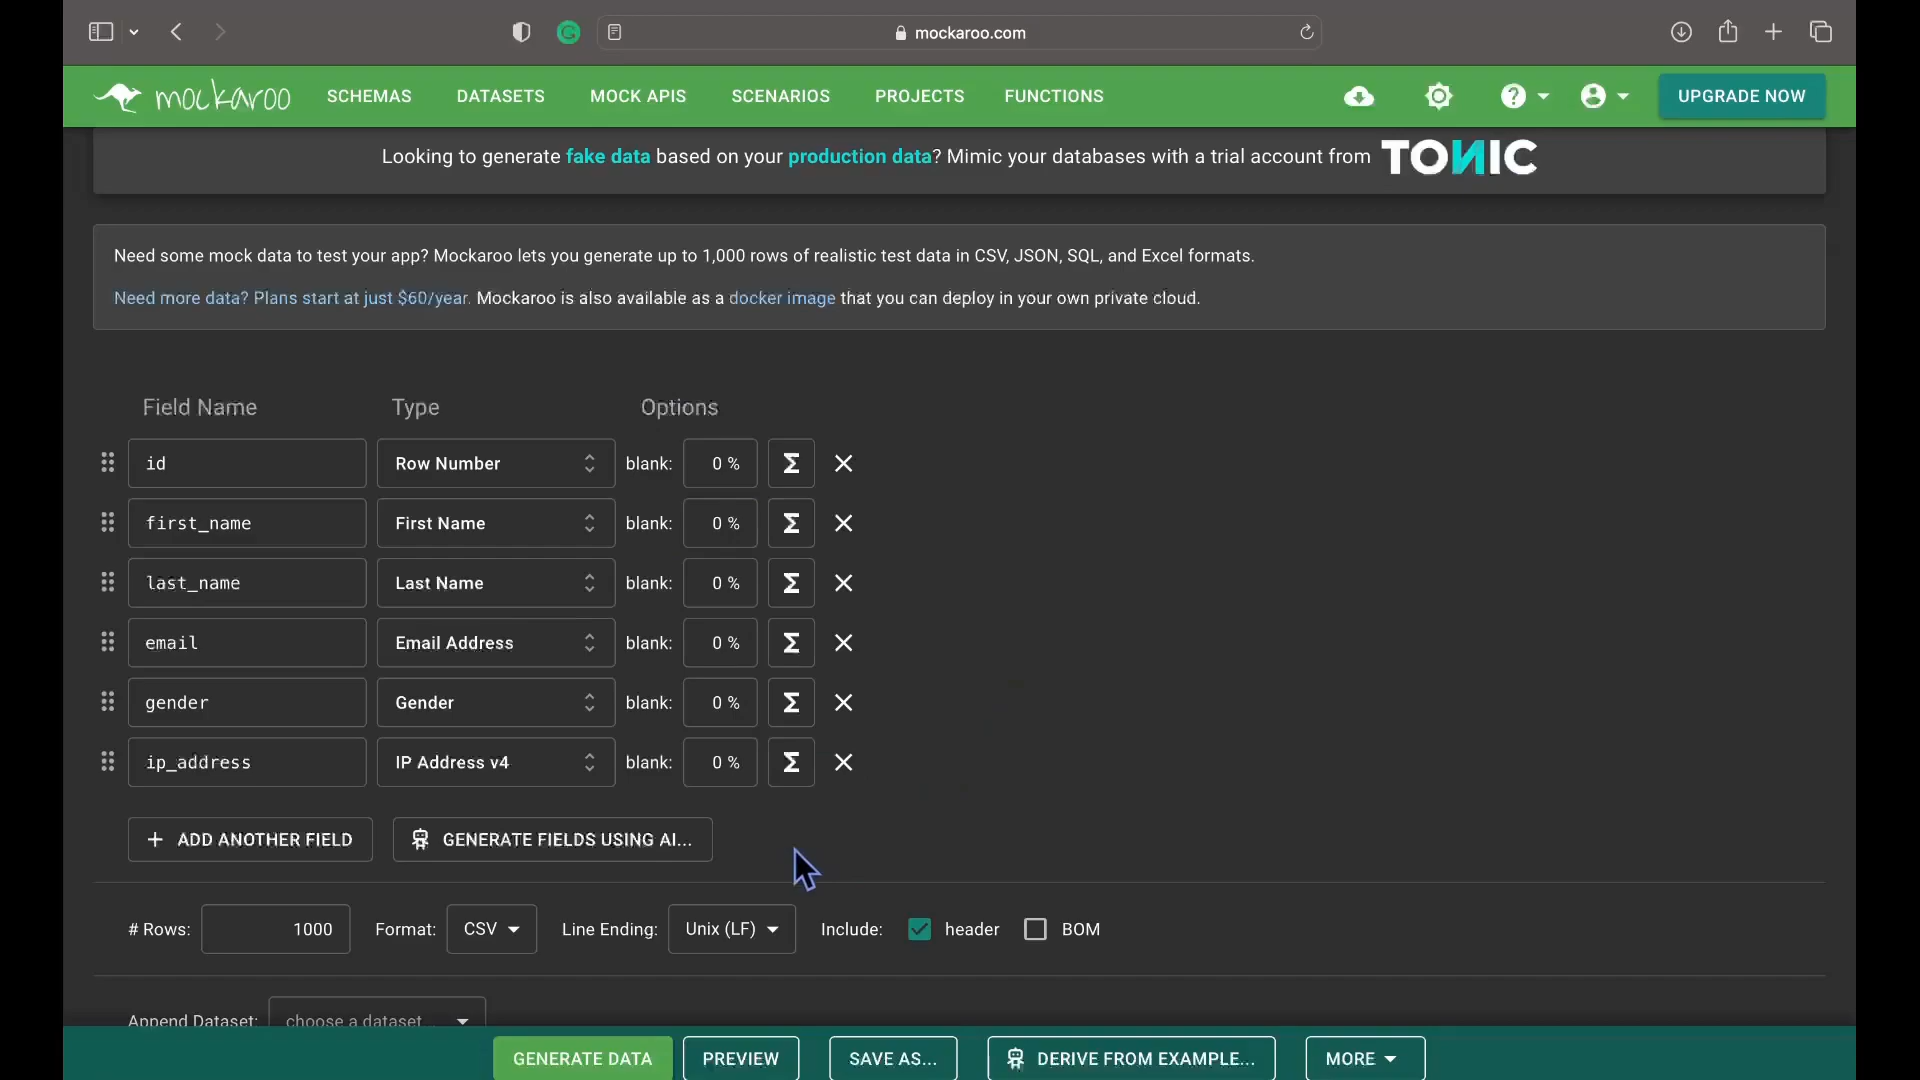 mockaroo.com
mockaroo SCHEMAS DATASETS MOCK APIS SCENARIOS PROJECTS FUNCTIONS UPGRADE NOW
Looking to generate fake data based on your production data? Mimic your databases with a trial account from TONIC
Need some mock data to test your app? Mockaroo lets you generate up to 1,000 rows of realistic test data in CSV, JSON, SQL, and Excel formats.
Need more data? Plans start at just $60/year. Mockaroo is also available as a docker image that you can deploy in your own private cloud.
Field Name Type Options
id Row Number blank: 0 % Σ
first_name First Name blank: 0 % Σ
last_name Last Name blank: 0 % Σ
email Email Address blank: 0 % Σ
gender Gender blank: 0 % Σ
ip_address IP Address v4 blank: 0 % Σ
+ ADD ANOTHER FIELD GENERATE FIELDS USING AI...
# Rows: 1000 Format: CSV Line Ending: Unix (LF) Include: header BOM
Append Dataset: choose a dataset...
GENERATE DATA PREVIEW SAVE AS... DERIVE FROM EXAMPLE... MORE